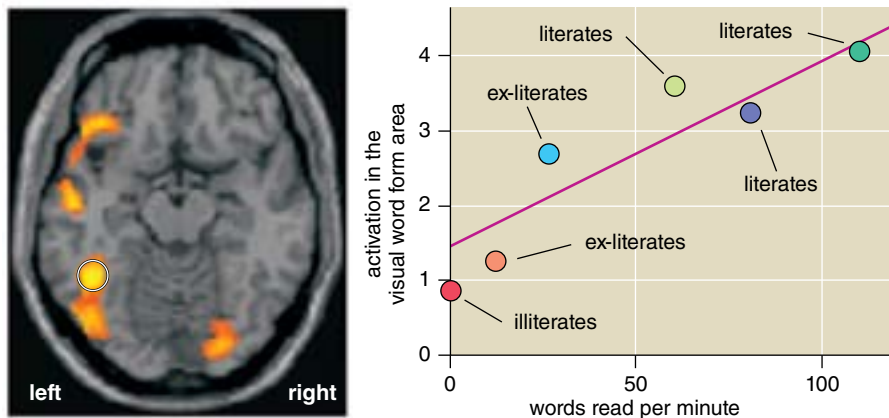 left
right
activation in the
visual word form area
4
3
2
1
0
literates
literates
ex-literates
literates
ex-literates
illiterates
0
50
100
words read per minute